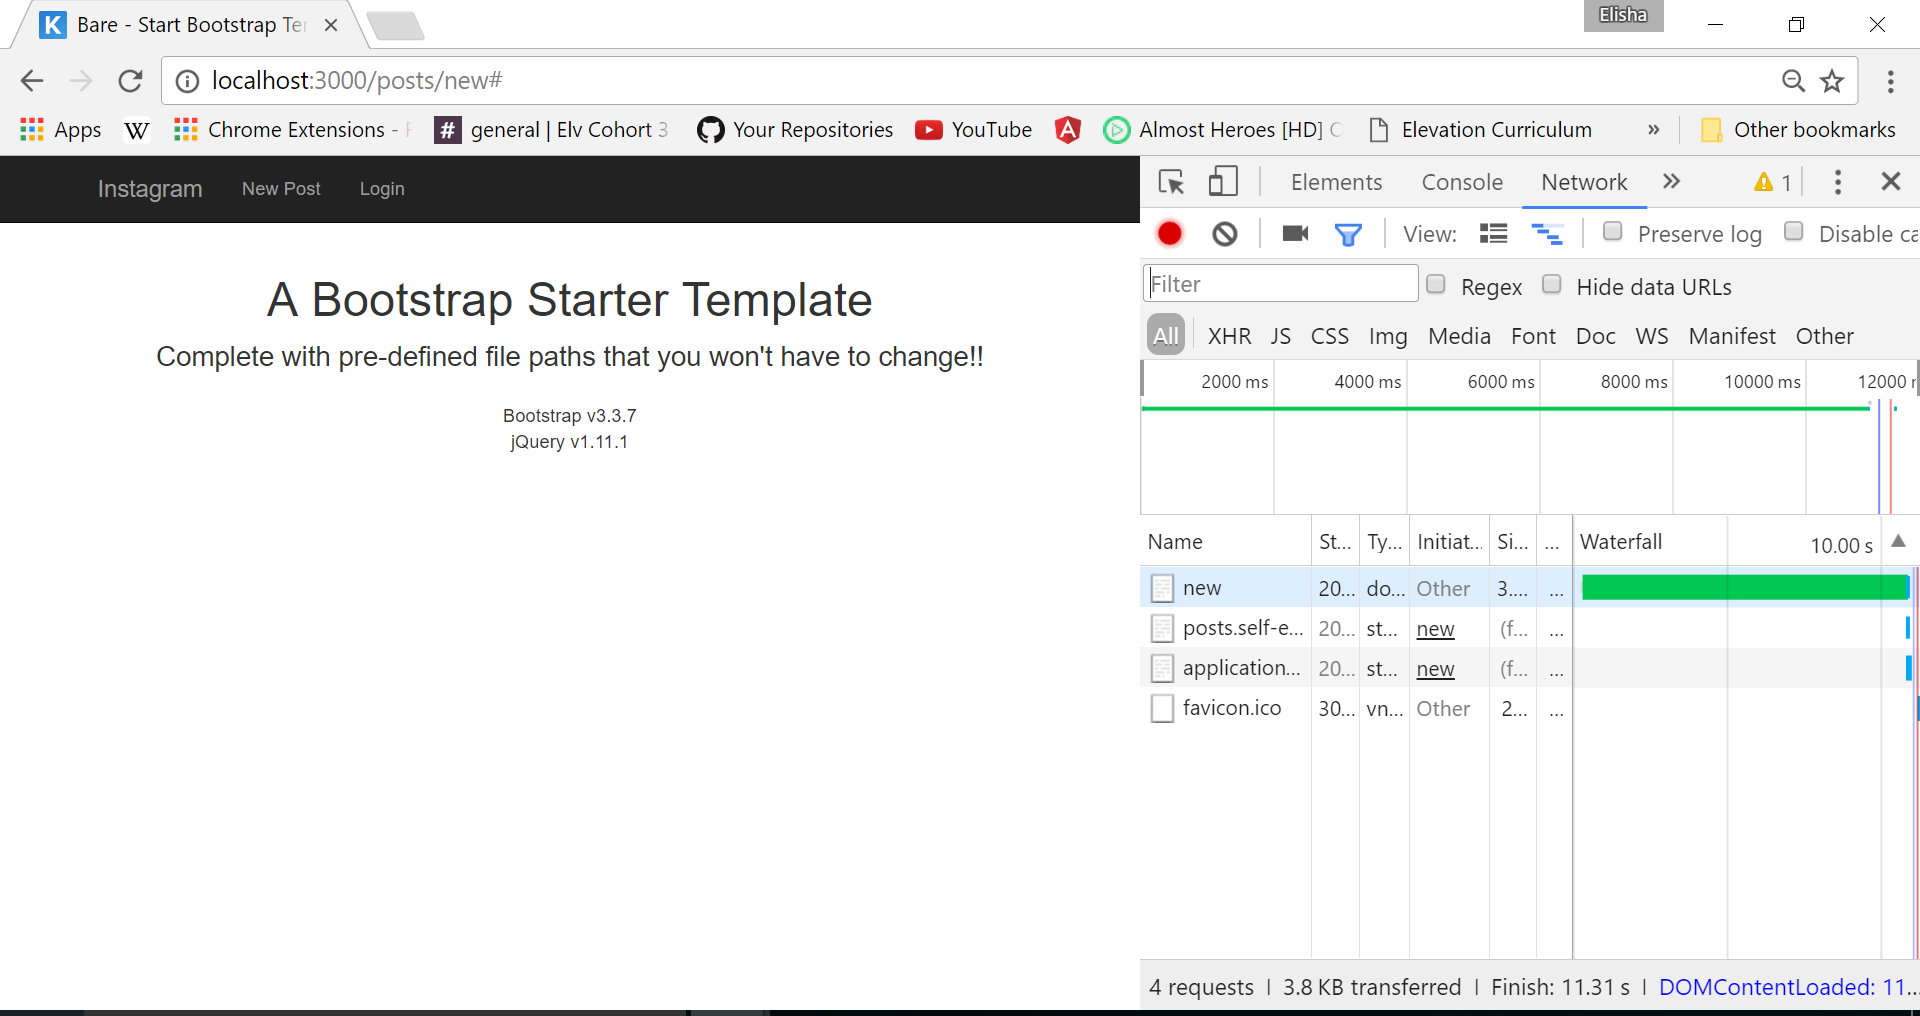 Bare - Start Bootstrap Te
Elisha
localhost:3000/posts/new#
Apps
W
Chrome Extensions -
# general | Elv Cohort 3
Your Repositories
YouTube
Almost Heroes [HD]
Elevation Curriculum
»
Other bookmarks
Instagram New Post Login
A Bootstrap Starter Template
Complete with pre-defined file paths that you won't have to change!!
Bootstrap v3.3.7
jQuery v1.11.1
Elements Console Network 1
View: Preserve log Disable ca
Filter Regex Hide data URLs
All XHR JS CSS Img Media Font Doc WS Manifest Other
2000 ms 4000 ms 6000 ms 8000 ms 10000 ms 12000
Name St... Ty... Initiat... Si... ... Waterfall 10.00 s
new 20... do... Other 3.... ...
posts.self-e... 20... st... new (f... ...
application... 20... st... new (f... ...
favicon.ico 30... vn... Other 2... ...
4 requests | 3.8 KB transferred | Finish: 11.31 s | DOMContentLoaded: 11...